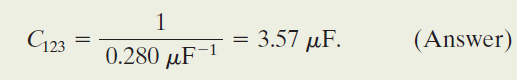 C₁₂₃ = 1 / 0.280 μF⁻¹ = 3.57 μF. (Answer)